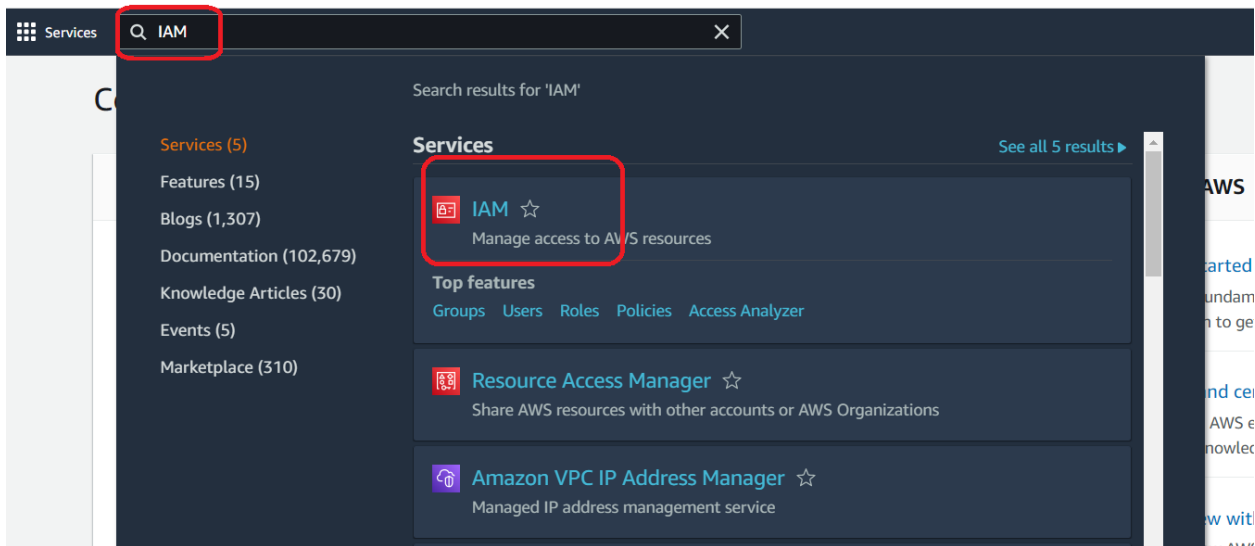 Services
IAM
Search results for 'IAM'
Services (5)
Features (15)
Blogs (1,307)
Documentation (102,679)
Knowledge Articles (30)
Events (5)
Marketplace (310)
Services
See all 5 results
IAM
Manage access to AWS resources
Top features
Groups Users Roles Policies Access Analyzer
Resource Access Manager
Share AWS resources with other accounts or AWS Organizations
Amazon VPC IP Address Manager
Managed IP address management service
AWS